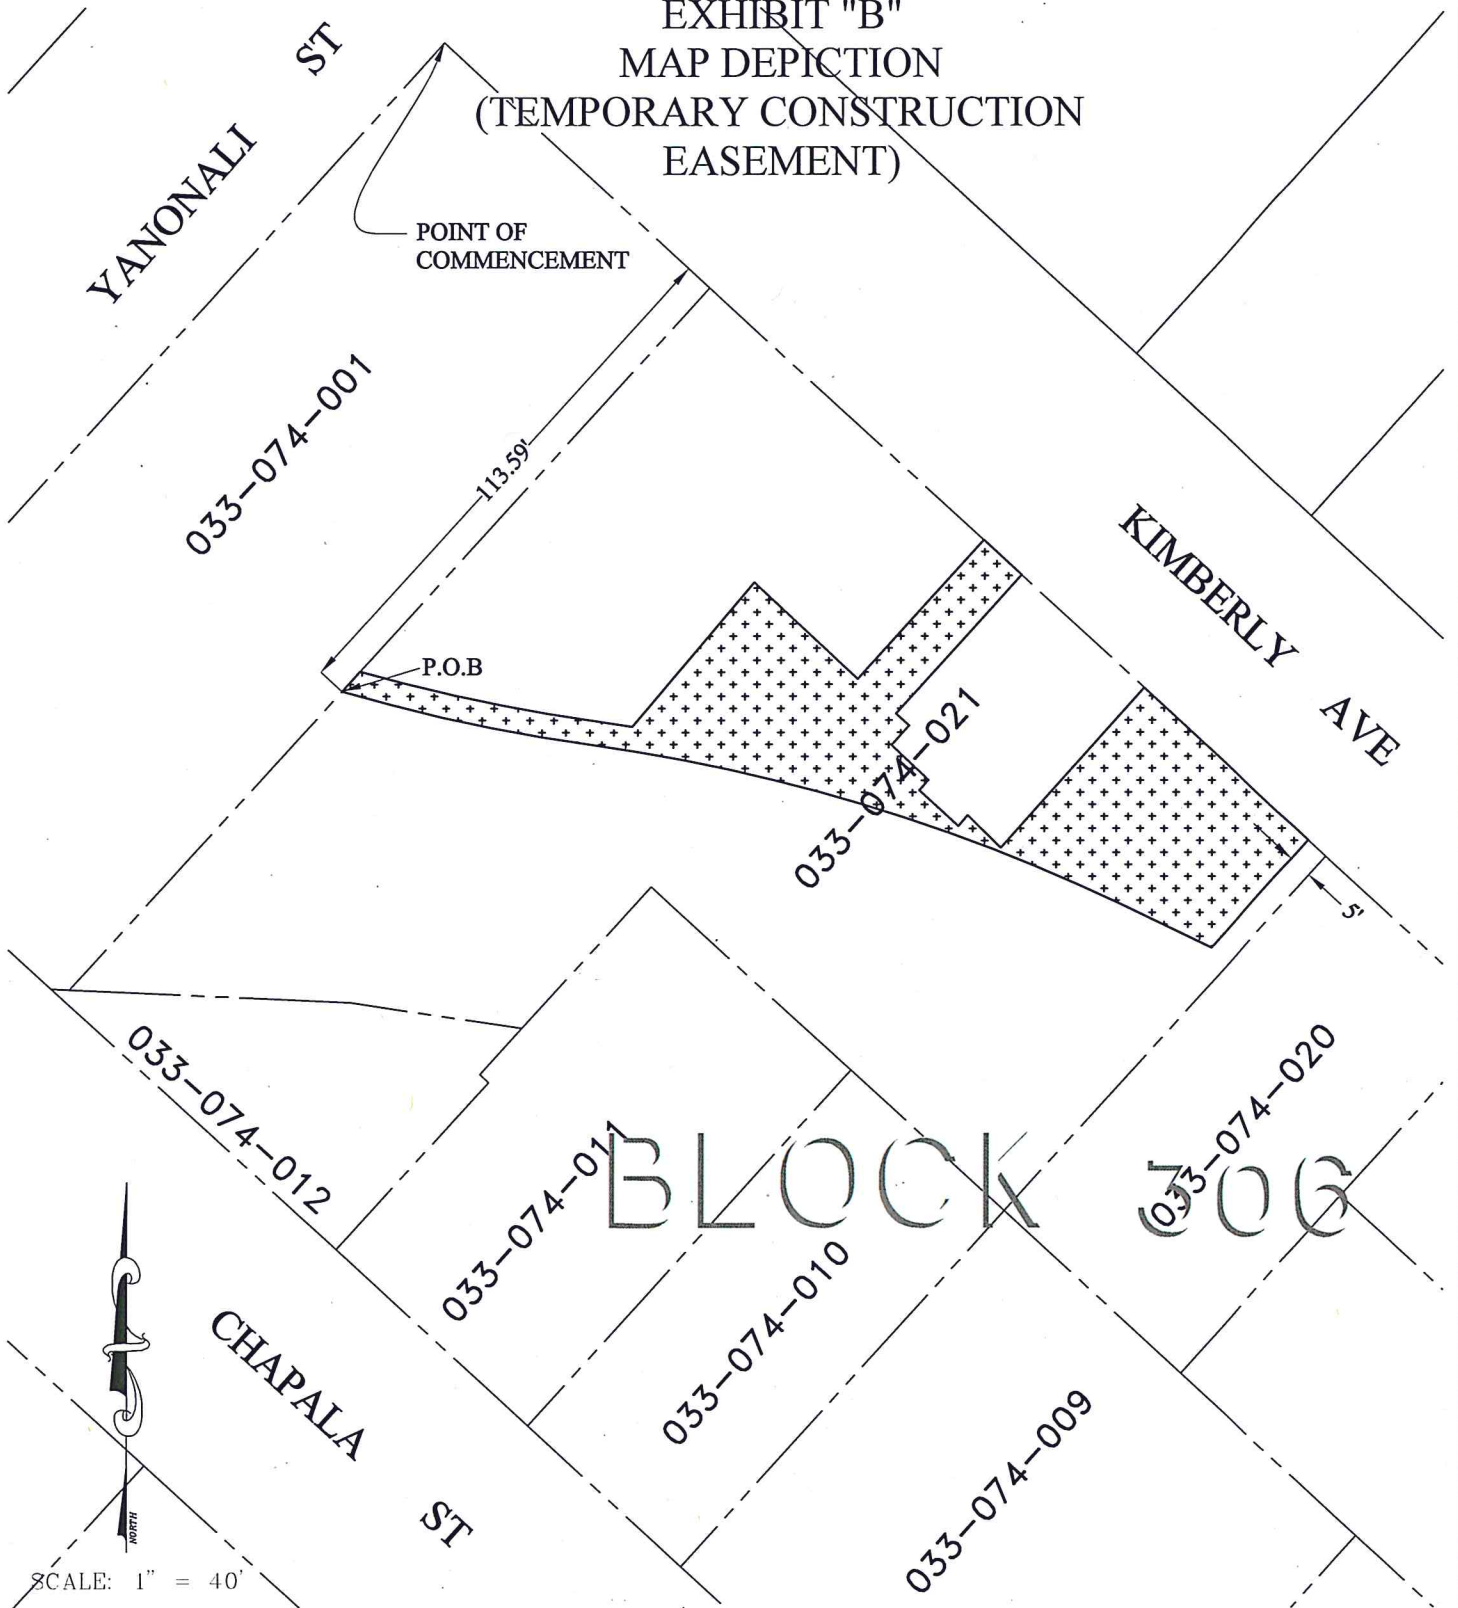 EXHIBIT "B"
MAP DEPICTION
(TEMPORARY CONSTRUCTION
EASEMENT)
YANONALI ST
POINT OF
COMMENCEMENT
033-074-001
113.59'
KIMBERLY AVE
P.O.B
033-074-021
5'
033-074-012
033-074-011
033-074-020
BLOCK 306
033-074-010
033-074-009
CHAPALA ST
NORTH
SCALE: 1" = 40'